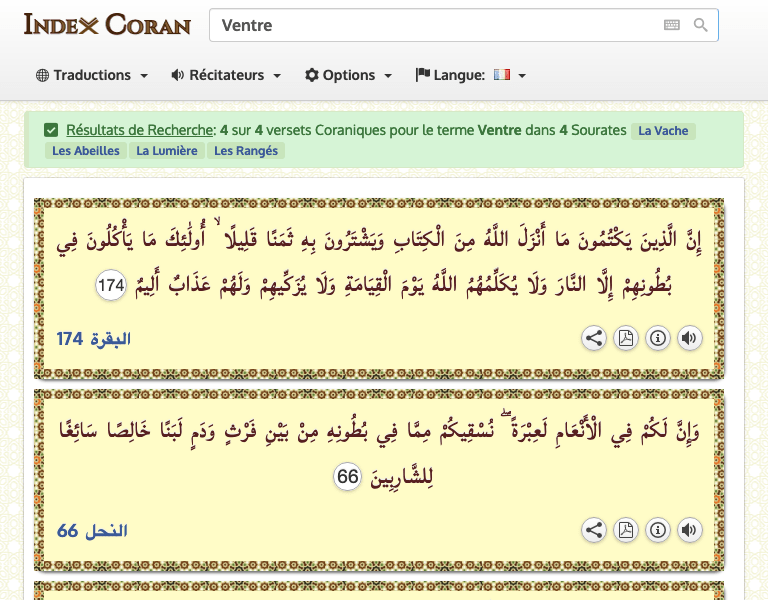 INDEX CORAN
Ventre
Traductions
Récitateurs
Options
Langue:
Résultats de Recherche: 4 sur 4 versets Coraniques pour le terme Ventre dans 4 Sourates La Vache
Les Abeilles La Lumière Les Rangés
إِنَّ الَّذِينَ يَكْتُمُونَ مَا أَنْزَلَ اللَّهُ مِنَ الْكِتَابِ وَيَشْتَرُونَ بِهِ ثَمَنًا قَلِيلًا ۙ أُولَٰئِكَ مَا يَأْكُلُونَ فِي
بُطُونِهِمْ إِلَّا النَّارَ وَلَا يُكَلِّمُهُمُ اللَّهُ يَوْمَ الْقِيَامَةِ وَلَا يُزَكِّيهِمْ وَلَهُمْ عَذَابٌ أَلِيمٌ 174
البقرة 174
وَإِنَّ لَكُمْ فِي الْأَنْعَامِ لَعِبْرَةً ۖ نُسْقِيكُمْ مِمَّا فِي بُطُونِهِ مِنْ بَيْنِ فَرْثٍ وَدَمٍ لَبَنًا خَالِصًا سَائِغًا
لِلشَّارِبِينَ 66
النحل 66